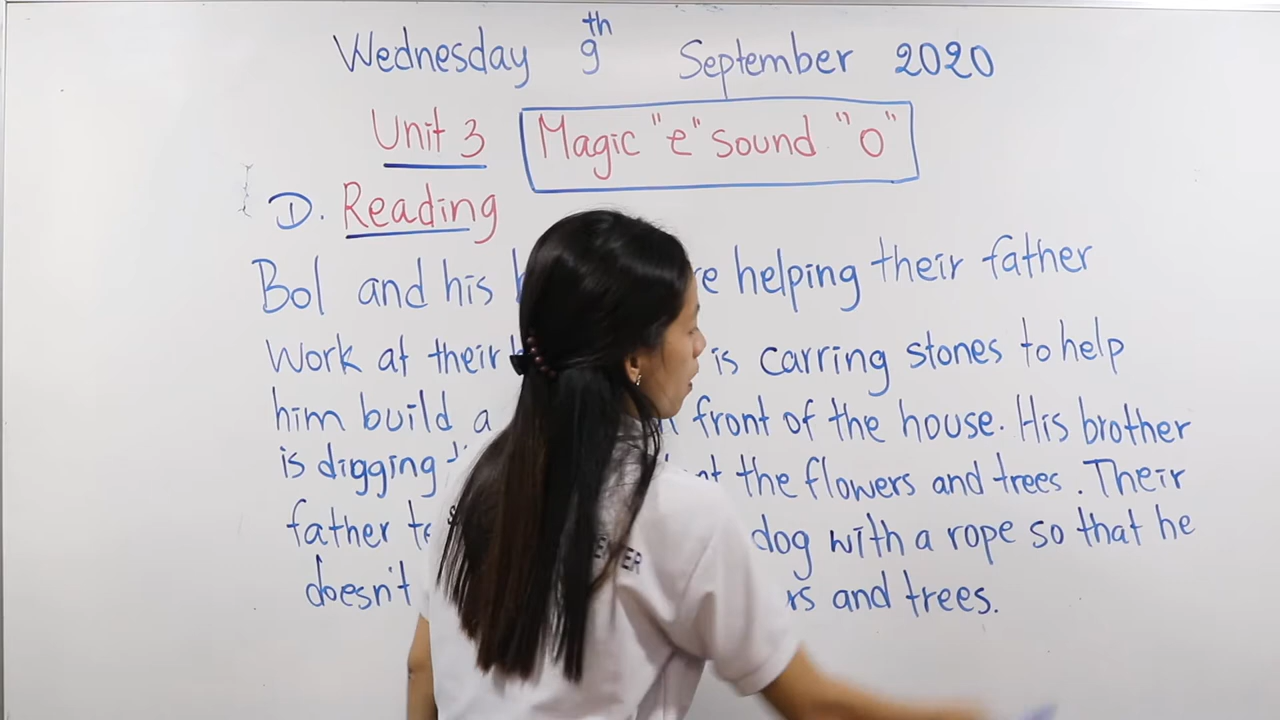 Wednesday 9th September 2020
Unit 3 Magic "e" sound "o"
D. Reading
Bol and his helping their father
work at their is carring stones to help
him build a front of the house. His brother
is digging the flowers and trees. Their
father dog with a rope so that he
doesn't and trees.